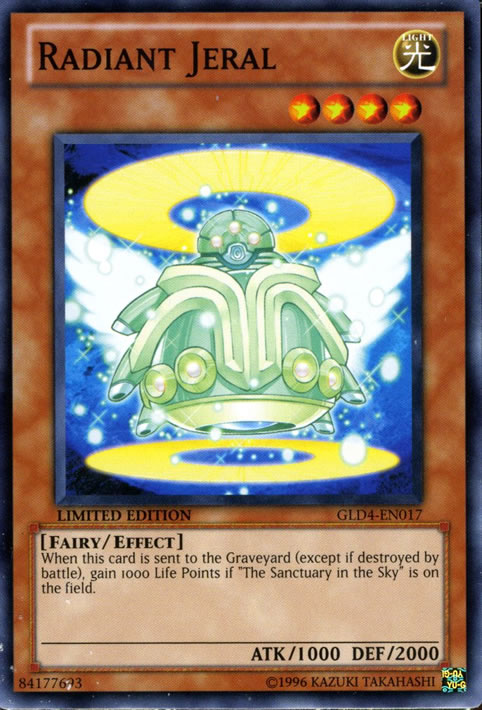 RADIANT JERAL
LIGHT
光
LIMITED EDITION
GLD4-EN017
[FAIRY/EFFECT]
When this card is sent to the Graveyard (except if destroyed by
battle), gain 1000 Life Points if "The Sanctuary in the Sky" is on
the field.
ATK/1000 DEF/2000
84177693
©1996 KAZUKI TAKAHASHI